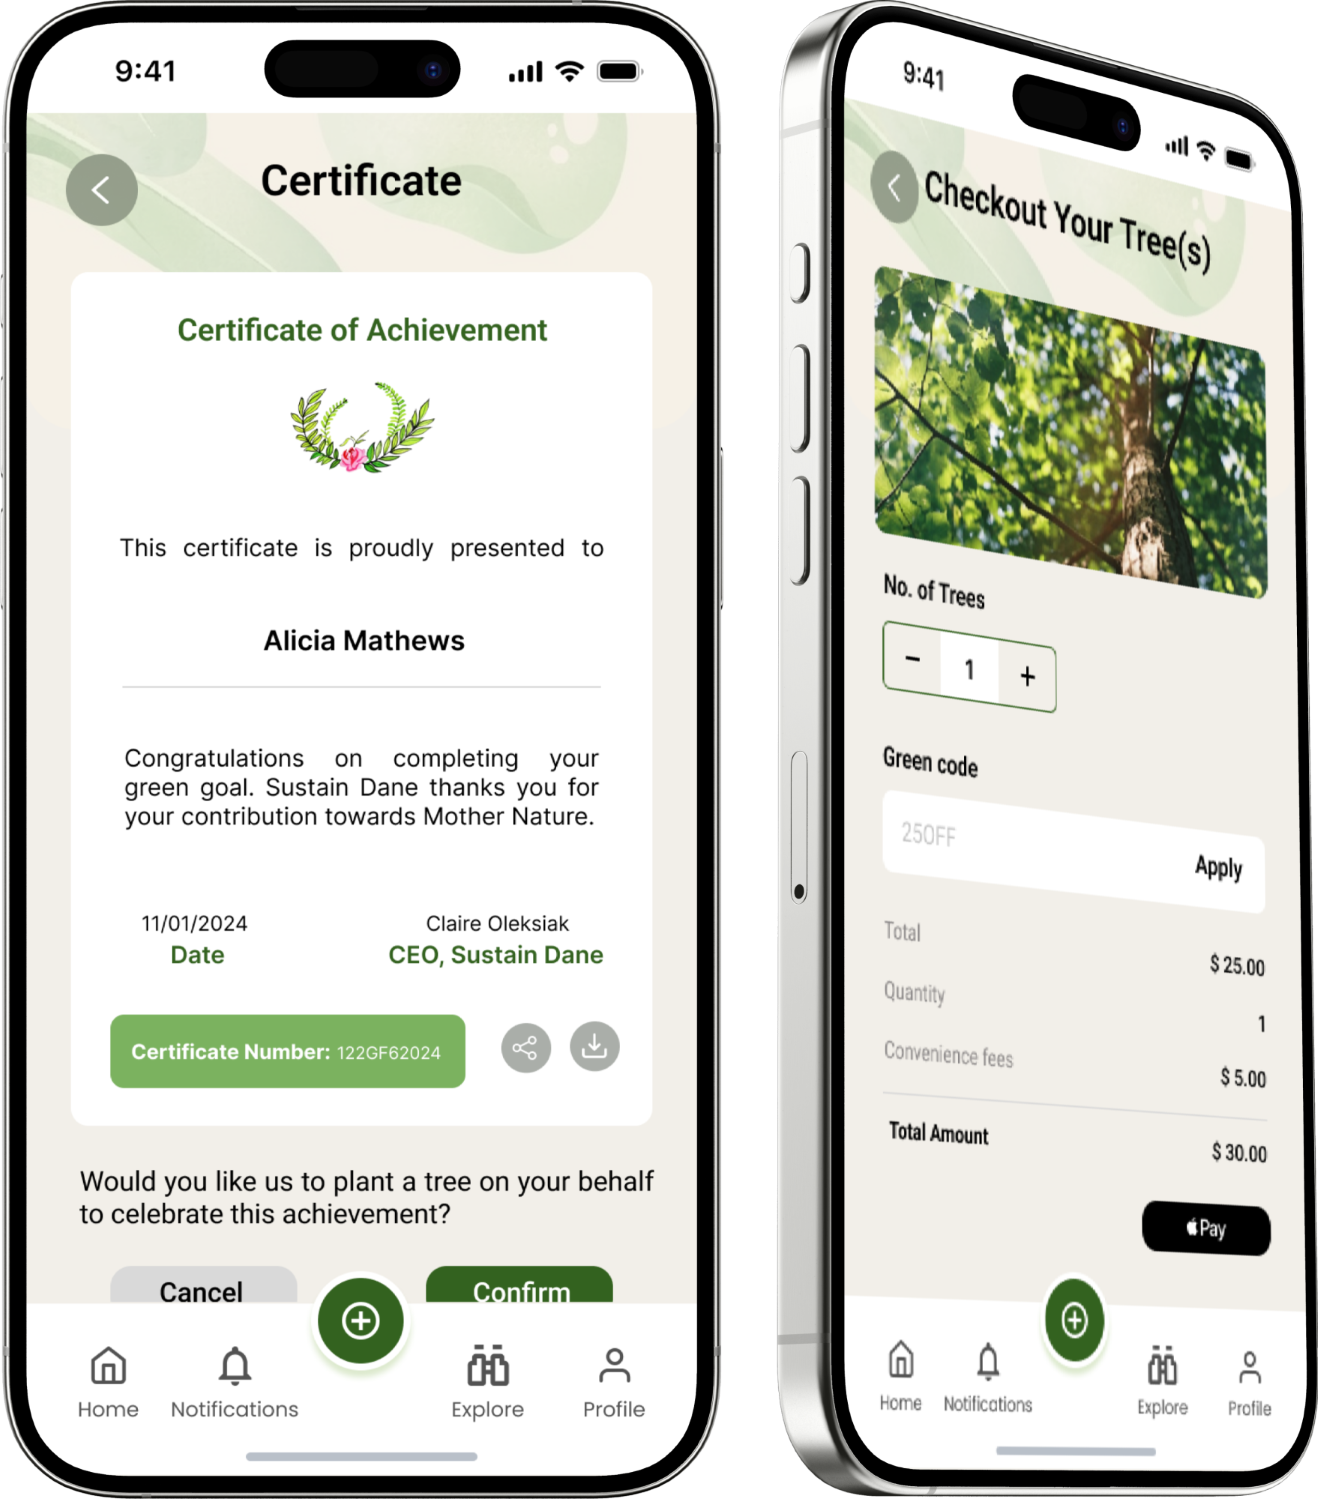 9:41
Certificate
Certificate of Achievement
This certificate is proudly presented to
Alicia Mathews
Congratulations on completing your
green goal. Sustain Dane thanks you for
your contribution towards Mother Nature.
11/01/2024
Date
Claire Oleksiak
CEO, Sustain Dane
Certificate Number: 122GF62024
Would you like us to plant a tree on your behalf
to celebrate this achievement?
Cancel
Confirm
Home
Notifications
Explore
Profile
9:41
Checkout Your Tree(s)
No. of Trees
− 1 +
Green code
25OFF
Apply
Total
$ 25.00
Quantity
1
Convenience fees
$ 5.00
Total Amount
$ 30.00
Pay
Home
Notifications
Explore
Profile